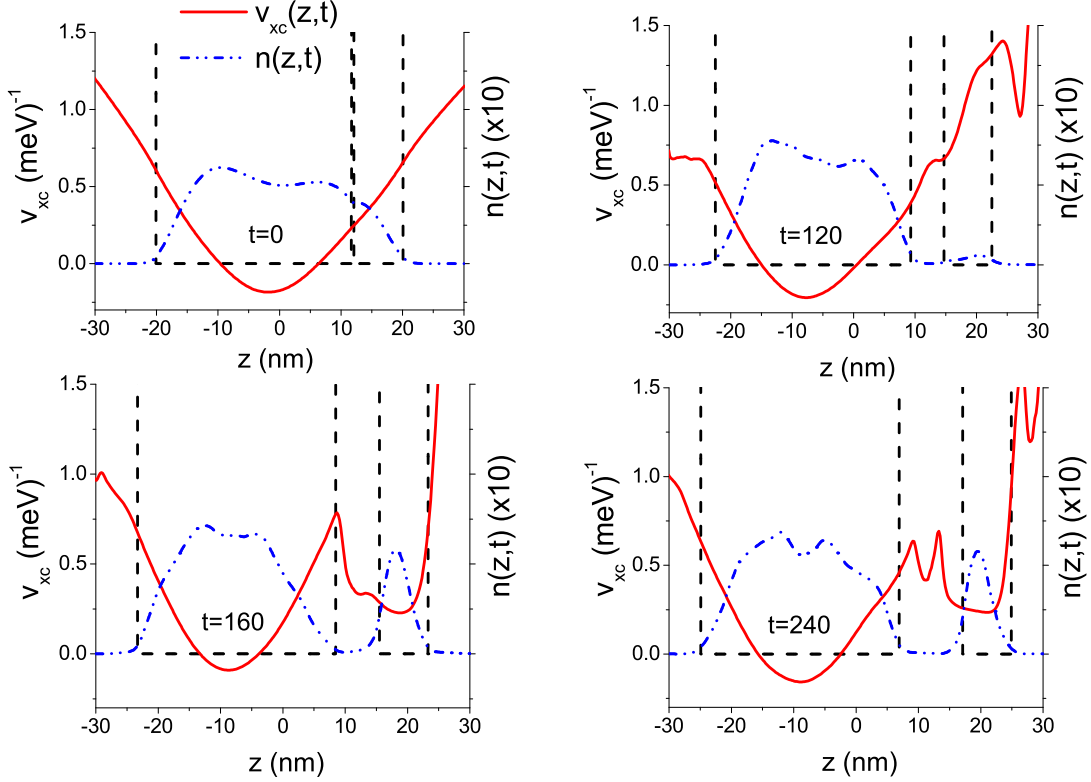 v_xc(z,t)
n(z,t)
1.5
1.0
0.5
0.0
v_xc (meV)^-1
n(z,t) (x10)
t=0
-30 -20 -10 0 10 20 30
z (nm)
1.5
1.0
0.5
0.0
v_xc (meV)^-1
n(z,t) (x10)
t=120
-30 -20 -10 0 10 20 30
z (nm)
1.5
1.0
0.5
0.0
v_xc (meV)^-1
n(z,t) (x10)
t=160
-30 -20 -10 0 10 20 30
z (nm)
1.5
1.0
0.5
0.0
v_xc (meV)^-1
n(z,t) (x10)
t=240
-30 -20 -10 0 10 20 30
z (nm)